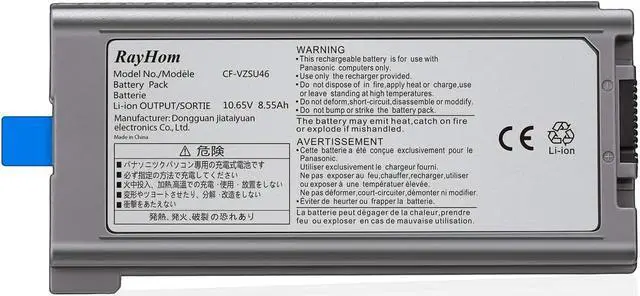 RayHom
Model No./Modèle CF-VZSU46
Battery Pack
Batterie
Li-ion OUTPUT/SORTIE 10.65V 8.55Ah
Manufacturer: Dongguan jiataiyuan
electronics Co., Ltd.
Made in China
⚠ 危険
■パナソニックパソコン専用の充電式電池です
■必ず指定の方法で充電してください
■火中投入、加熱,高温での充電・使用・放置をしない
■変形やツヨートさせたり、分解・改造をしない
■衝撃をあたえない
発熱、発火、破裂の恐れあり
WARNING
•This rechargeable battery is for use with
Panasonic computers only.
•Use only the recharger provided.
•Do not dispose of in fire, apply heat or charge, use
or leave standing at high temperatures.
•Do not deform, short-circuit, disassemble or modify.
•Do not bump or strike the battery pack.
The battery may emit heat, catch on fire
or explode if mishandled.
AVERTISSEMENT
•Cette batterie a été conçue exclusivement pour le
Panasonic.
Utilisez exclusivement le chargeur fourni.
Ne pas exposer au feu, chauffer, recharger, utiliser
ou exposer à une température élevée.
Ne pas déformer, court-circuiter, démonter ni modifier.
•Éviter de heurter ou frapper la batterie.
La batterie peut dégager de la chaleur, prendre
feu ou exploser en cas de mauvais traitement.
CE
Li-ion